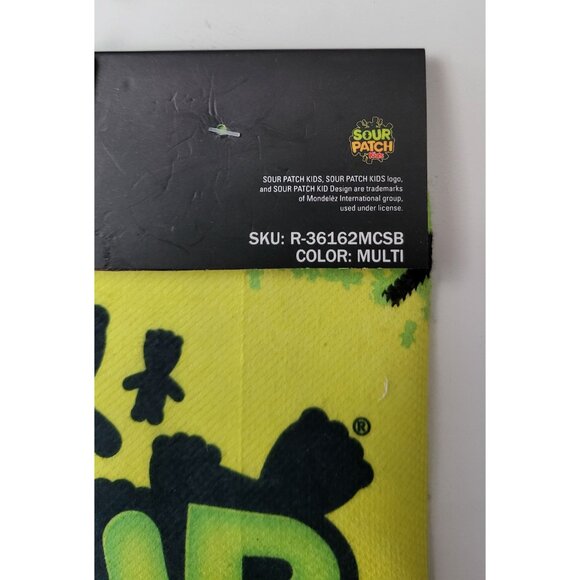 SOUR
PATCH
Kids
SOUR PATCH KIDS, SOUR PATCH KIDS logo,
and SOUR PATCH KID Design are trademarks
of Mondelēz International group,
used under license.
SKU: R-36162MCSB
COLOR: MULTI
®
UR